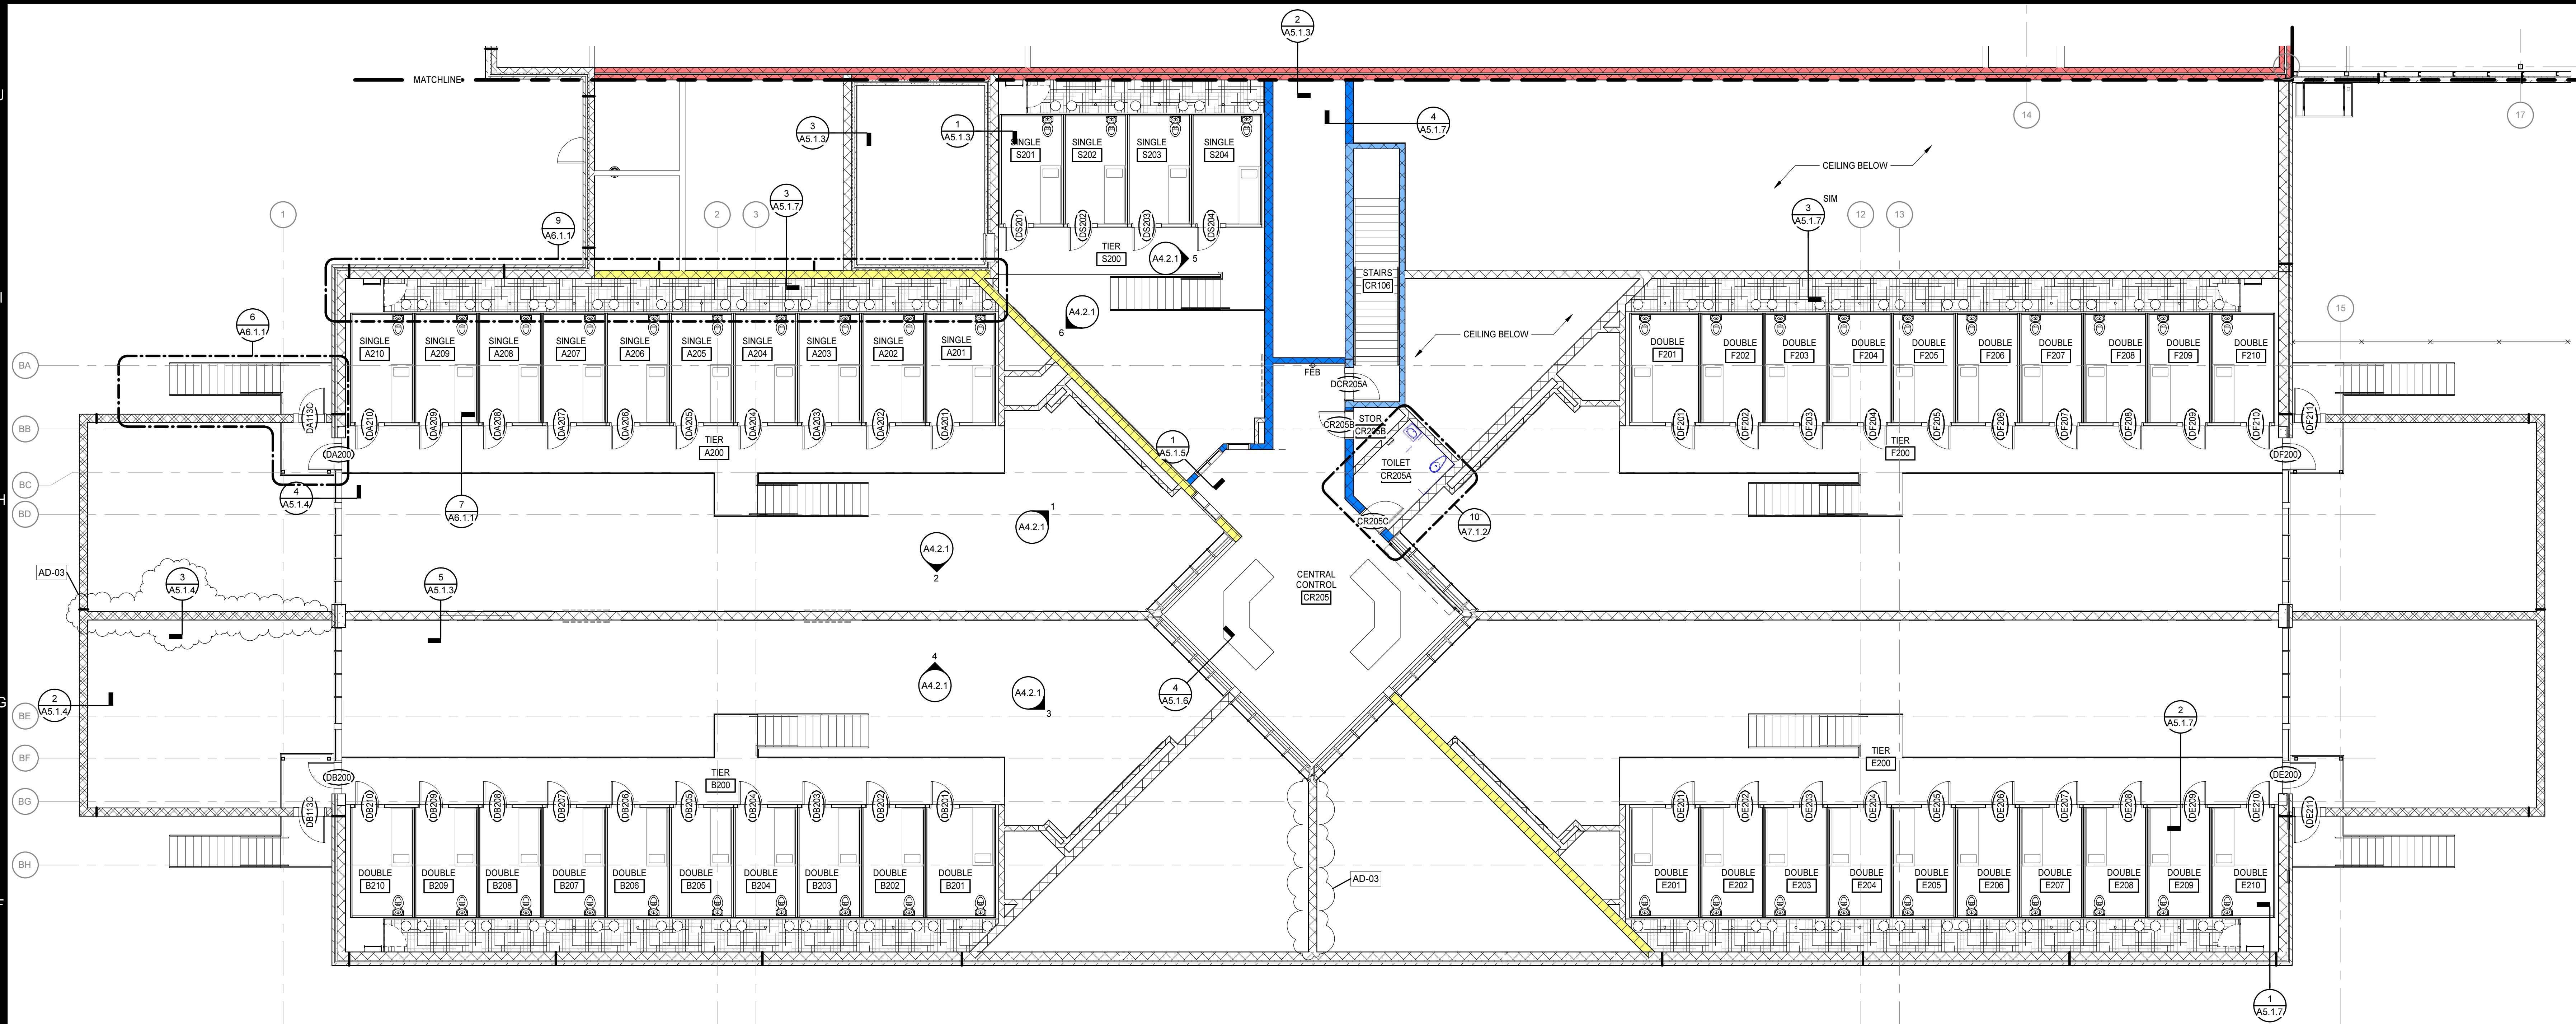 2
A5.1.3
MATCHLINE
J
3
A5.1.3
1
A5.1.3
4
A5.1.7
14
17
SINGLE
S201
SINGLE
S202
SINGLE
S203
SINGLE
S204
CEILING BELOW
3
A5.1.7
SIM
3
A5.1.7
1
2
3
12
13
9
A6.1.1
DS201
DS202
DS203
DS204
TIER
S200
A4.2.1
5
STAIRS
CR106
I
6
A6.1.1
A4.2.1
6
15
CEILING BELOW
SINGLE
A210
SINGLE
A209
SINGLE
A208
SINGLE
A207
SINGLE
A206
SINGLE
A205
SINGLE
A204
SINGLE
A203
SINGLE
A202
SINGLE
A201
DOUBLE
F201
DOUBLE
F202
DOUBLE
F203
DOUBLE
F204
DOUBLE
F205
DOUBLE
F206
DOUBLE
F207
DOUBLE
F208
DOUBLE
F209
DOUBLE
F210
BA
FEB
DCR205A
DA113C
DA210
DA209
DA208
DA207
DA206
DA205
DA204
DA203
DA202
DA201
STOR
CR205B
CR205B
DF201
DF202
DF203
DF204
DF205
DF206
DF207
DF208
DF209
DF210
DF211
BB
TIER
A200
1
A5.1.5
TIER
F200
DA200
DF200
TOILET
CR205A
BC
H
4
A5.1.4
7
A6.1.1
BD
1
A4.2.1
CR205C
10
A7.1.2
A4.2.1
2
AD-03
3
A5.1.4
5
A5.1.3
CENTRAL
CONTROL
CR205
4
A4.2.1
A4.2.1
3
4
A5.1.6
2
A5.1.4
G
BE
2
A5.1.7
BF
TIER
B200
TIER
E200
DB200
DE200
BG
DB113C
DB210
DB209
DB208
DB207
DB206
DB205
DB204
DB203
DB202
DB201
DE201
DE202
DE203
DE204
DE205
DE206
DE207
DE208
DE209
DE210
DE211
BH
DOUBLE
B210
DOUBLE
B209
DOUBLE
B208
DOUBLE
B207
DOUBLE
B206
DOUBLE
B205
DOUBLE
B204
DOUBLE
B203
DOUBLE
B202
DOUBLE
B201
AD-03
DOUBLE
E201
DOUBLE
E202
DOUBLE
E203
DOUBLE
E204
DOUBLE
E205
DOUBLE
E206
DOUBLE
E207
DOUBLE
E208
DOUBLE
E209
DOUBLE
E210
F
1
A5.1.7